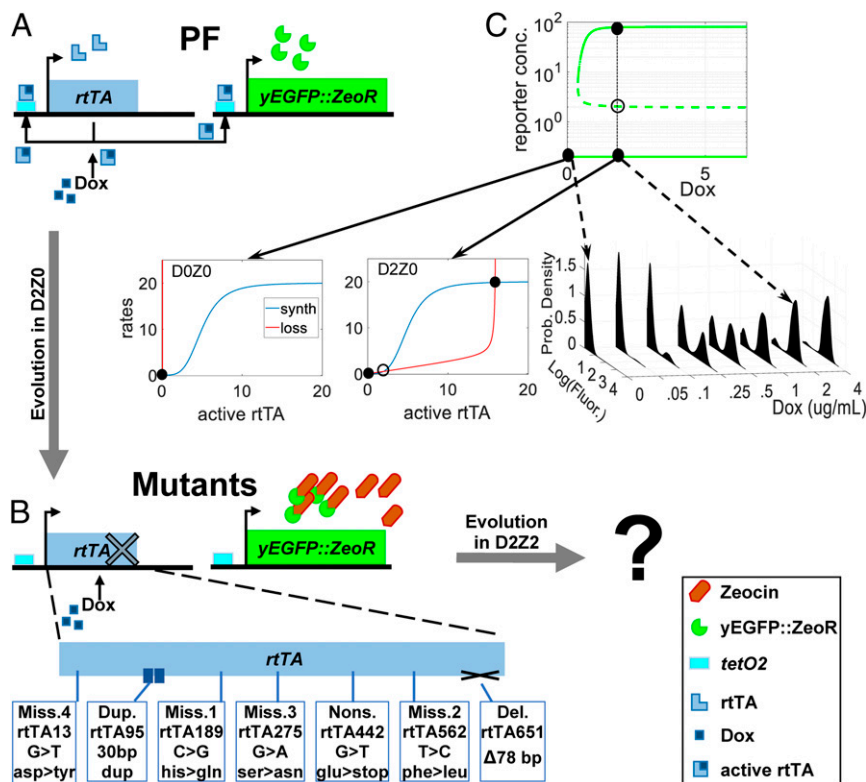 A
PF
rtTA
yEGFP::ZeoR
Dox
C
reporter conc.
10^2
10^1
10^0
0
5
Dox
Evolution in D2Z0
D0Z0
rates
20
10
0
synth
loss
0
10
20
active rtTA
D2Z0
20
10
0
0
10
20
active rtTA
Prob. Density
1.5
1
0.5
0
1 2 3 4
Log(Fluor.)
0 .05 .1 .25 .5 1 2 4
Dox (ug/mL)
Mutants
B
rtTA
Dox
yEGFP::ZeoR
Evolution
in D2Z2
?
rtTA
Miss.4
rtTA13
G>T
asp>tyr
Dup.
rtTA95
30bp
dup
Miss.1
rtTA189
C>G
his>gln
Miss.3
rtTA275
G>A
ser>asn
Nons.
rtTA442
G>T
glu>stop
Miss.2
rtTA562
T>C
phe>leu
Del.
rtTA651
Δ78 bp
Zeocin
yEGFP::ZeoR
tetO2
rtTA
Dox
active rtTA